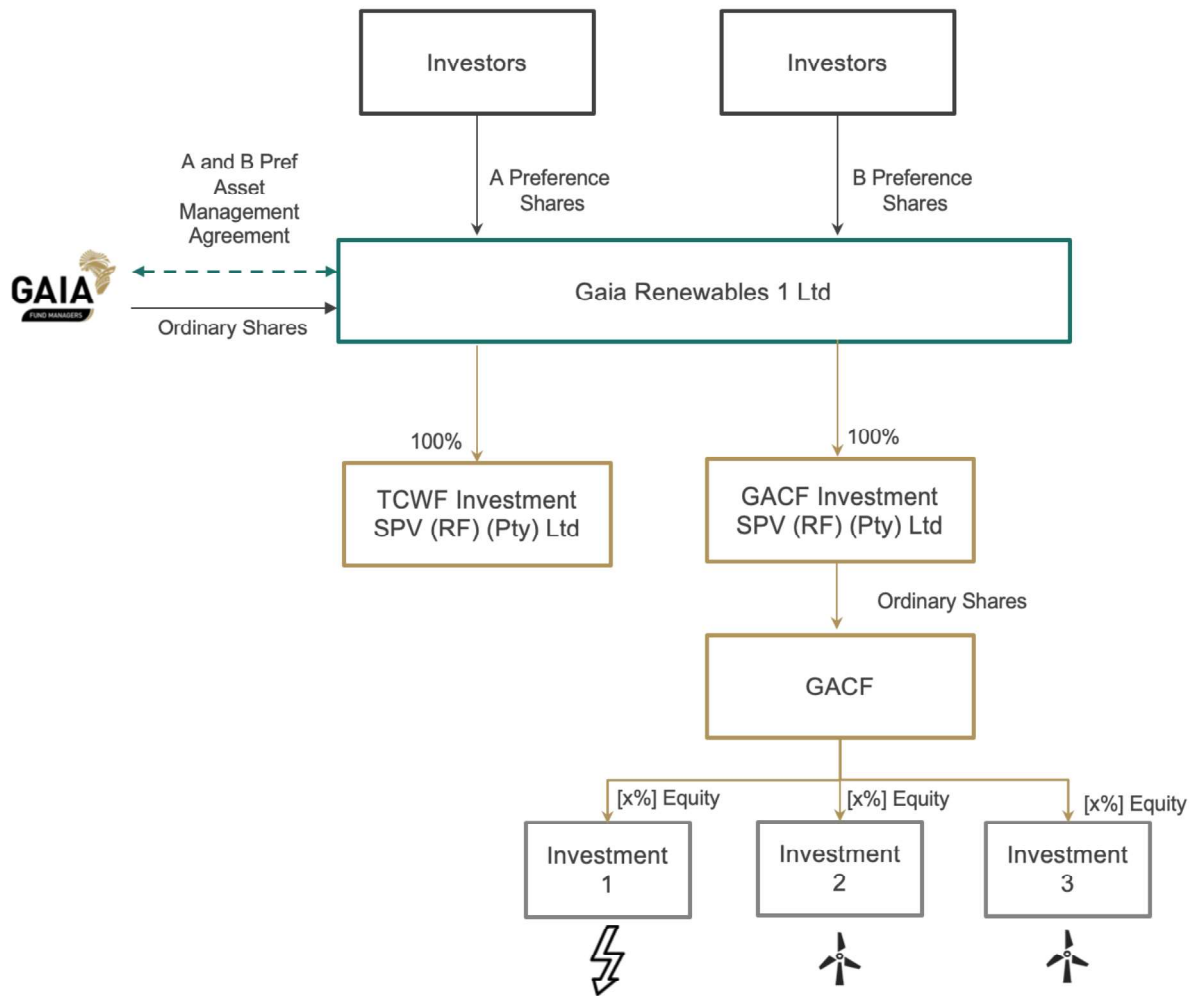 Investors
Investors
A and B Pref
Asset
Management
Agreement
A Preference
Shares
B Preference
Shares
GAIA
FUND MANAGERS
Ordinary Shares
Gaia Renewables 1 Ltd
100%
100%
TCWF Investment
SPV (RF) (Pty) Ltd
GACF Investment
SPV (RF) (Pty) Ltd
Ordinary Shares
GACF
[x%] Equity
[x%] Equity
[x%] Equity
Investment
1
Investment
2
Investment
3